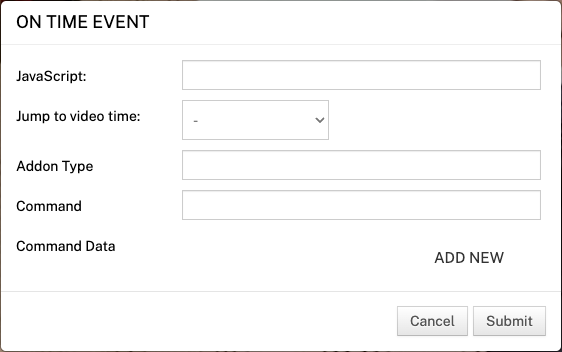 ON TIME EVENT
JavaScript:
Jump to video time:
-
Addon Type
Command
Command Data
ADD NEW
Cancel
Submit